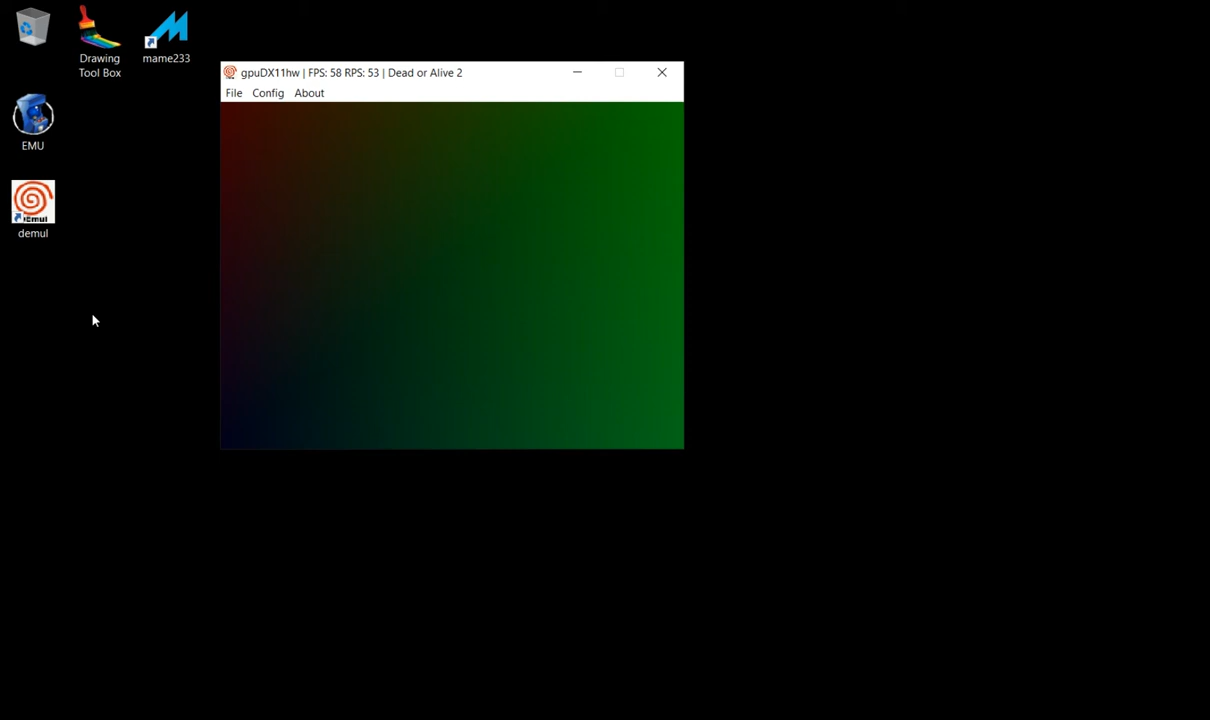 Drawing
Tool Box
mame233
gpuDX11hw | FPS: 58 RPS: 53 | Dead or Alive 2
File Config About
EMU
demul